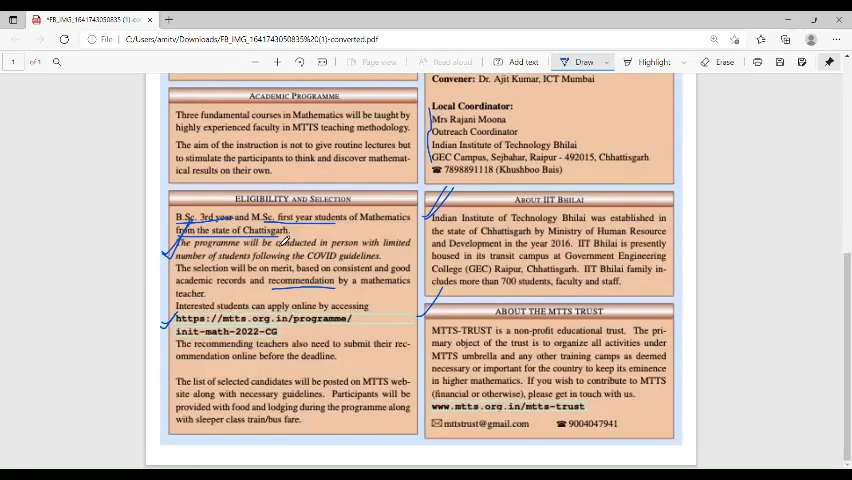 *FB_IMG_1641743050835 (1)-con
File
C:/Users/amitv/Downloads/FB_IMG_1641743050835%20(1)-converted.pdf
1
of 1
Page view
Read aloud
Add text
Draw
Highlight
Erase
ACADEMIC PROGRAMME
Three fundamental courses in Mathematics will be taught by
highly experienced faculty in MTTS teaching methodology.
The aim of the instruction is not to give routine lectures but
to stimulate the participants to think and discover mathemat-
ical results on their own.
ELIGIBILITY AND SELECTION
B.Sc. 3rd year and M.Sc. first year students of Mathematics
from the state of Chattisgarh.
The programme will be conducted in person with limited
number of students following the COVID guidelines.
The selection will be on merit, based on consistent and good
academic records and recommendation by a mathematics
teacher.
Interested students can apply online by accessing
https://mtts.org.in/programme/
init-math-2022-CG
The recommending teachers also need to submit their rec-
ommendation online before the deadline.
The list of selected candidates will be posted on MTTS web-
site along with necessary guidelines. Participants will be
provided with food and lodging during the programme along
with sleeper class train/bus fare.
Convener: Dr. Ajit Kumar, ICT Mumbai
Local Coordinator:
Mrs Rajani Moona
Outreach Coordinator
Indian Institute of Technology Bhilai
GEC Campus, Sejbahar, Raipur - 492015, Chhattisgarh
☎ 7898891118 (Khushboo Bais)
ABOUT IIT BHILAI
Indian Institute of Technology Bhilai was established in
the state of Chhattisgarh by Ministry of Human Resource
and Development in the year 2016. IIT Bhilai is presently
housed in its transit campus at Government Engineering
College (GEC) Raipur, Chhattisgarh. IIT Bhilai family in-
cludes more than 700 students, faculty and staff.
ABOUT THE MTTS TRUST
MTTS-TRUST is a non-profit educational trust. The pri-
mary object of the trust is to organize all activities under
MTTS umbrella and any other training camps as deemed
necessary or important for the country to keep its eminence
in higher mathematics. If you wish to contribute to MTTS
(financial or otherwise), please get in touch with us.
www.mtts.org.in/mtts-trust
✉ mttstrust@gmail.com ☎ 9004047941